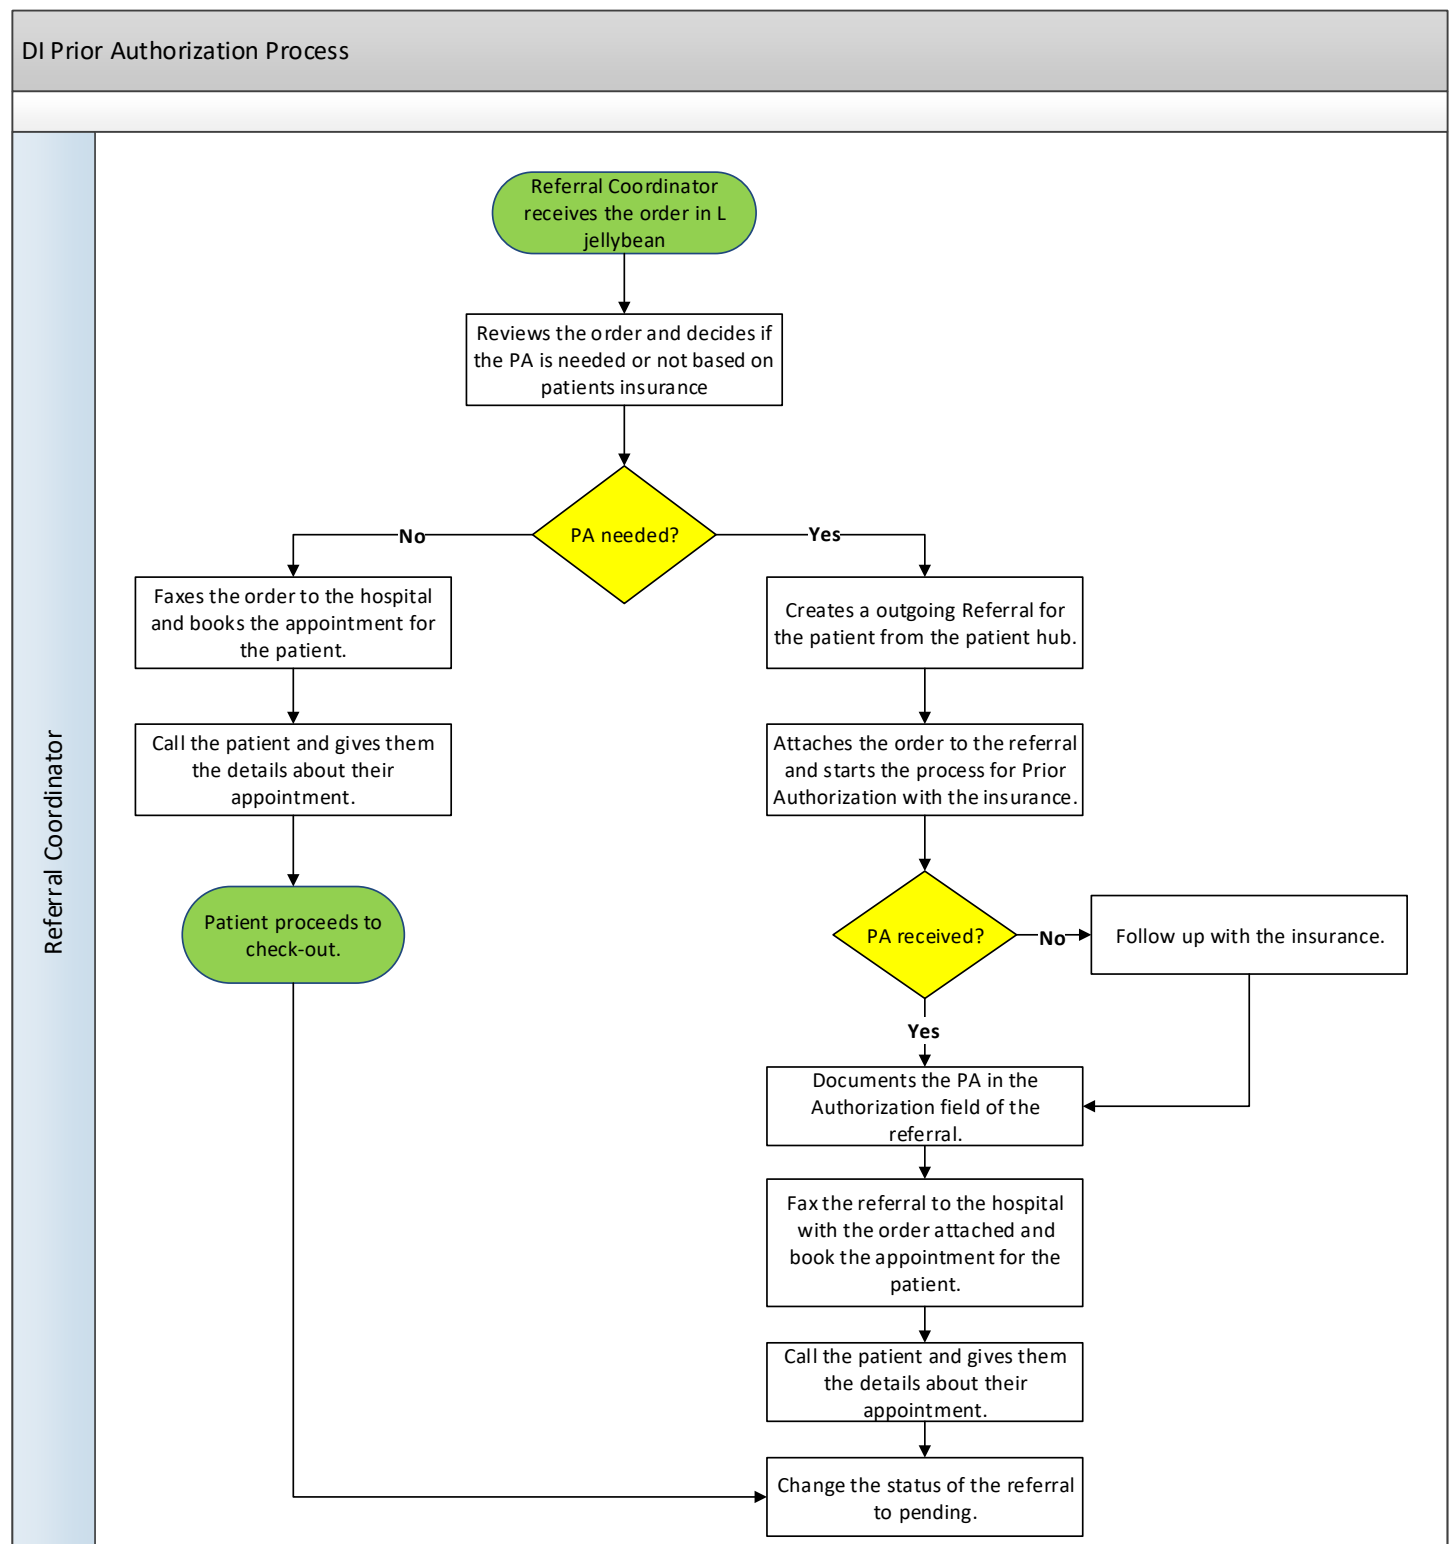 DI Prior Authorization Process
Referral Coordinator
Referral Coordinator
receives the order in L
jellybean
Reviews the order and decides if
the PA is needed or not based on
patients insurance
PA needed?
No
Yes
Faxes the order to the hospital
and books the appointment for
the patient.
Creates a outgoing Referral for
the patient from the patient hub.
Call the patient and gives them
the details about their
appointment.
Attaches the order to the referral
and starts the process for Prior
Authorization with the insurance.
Patient proceeds to
check-out.
PA received?
No
Follow up with the insurance.
Yes
Documents the PA in the
Authorization field of the
referral.
Fax the referral to the hospital
with the order attached and
book the appointment for the
patient.
Call the patient and gives them
the details about their
appointment.
Change the status of the referral
to pending.